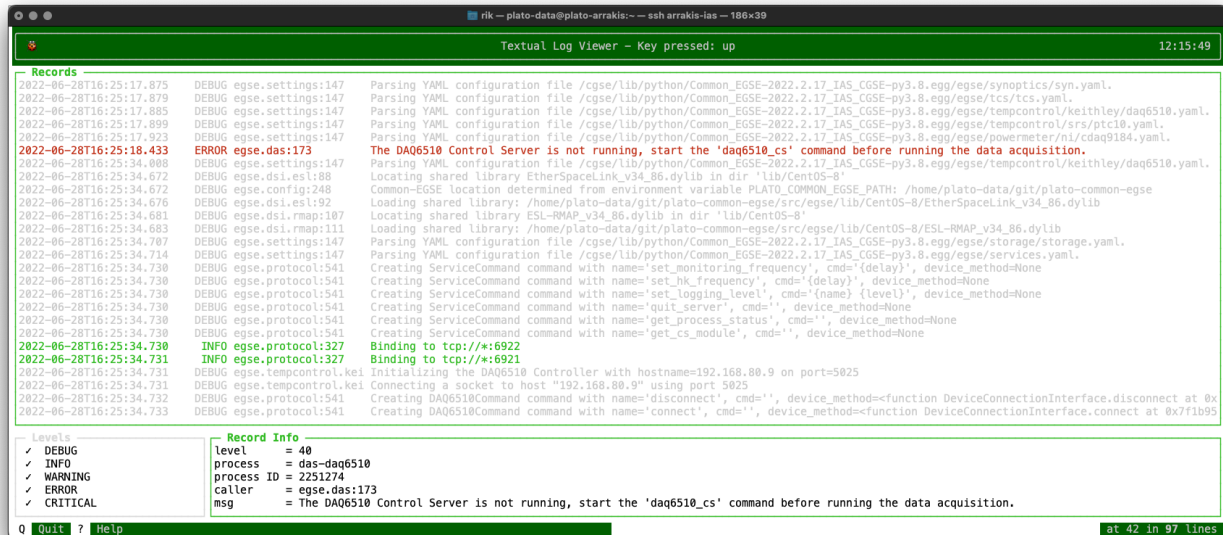 rik — plato-data@plato-arrakis:~ — ssh arrakis-ias — 186×39
Textual Log Viewer – Key pressed: up 12:15:49
Records
2022-06-28T16:25:17.875 DEBUG egse.settings:147 Parsing YAML configuration file /cgse/lib/python/Common_EGSE-2022.2.17_IAS_CGSE-py3.8.egg/egse/synoptics/syn.yaml.
2022-06-28T16:25:17.879 DEBUG egse.settings:147 Parsing YAML configuration file /cgse/lib/python/Common_EGSE-2022.2.17_IAS_CGSE-py3.8.egg/egse/tcs/tcs.yaml.
2022-06-28T16:25:17.885 DEBUG egse.settings:147 Parsing YAML configuration file /cgse/lib/python/Common_EGSE-2022.2.17_IAS_CGSE-py3.8.egg/egse/tempcontrol/keithley/daq6510.yaml.
2022-06-28T16:25:17.899 DEBUG egse.settings:147 Parsing YAML configuration file /cgse/lib/python/Common_EGSE-2022.2.17_IAS_CGSE-py3.8.egg/egse/tempcontrol/srs/ptc10.yaml.
2022-06-28T16:25:17.923 DEBUG egse.settings:147 Parsing YAML configuration file /cgse/lib/python/Common_EGSE-2022.2.17_IAS_CGSE-py3.8.egg/egse/powermeter/ni/cdaq9184.yaml.
2022-06-28T16:25:18.433 ERROR egse.das:173 The DAQ6510 Control Server is not running, start the 'daq6510_cs' command before running the data acquisition.
2022-06-28T16:25:34.008 DEBUG egse.settings:147 Parsing YAML configuration file /cgse/lib/python/Common_EGSE-2022.2.17_IAS_CGSE-py3.8.egg/egse/tempcontrol/keithley/daq6510.yaml.
2022-06-28T16:25:34.672 DEBUG egse.dsi.esl:88 Locating shared library EtherSpaceLink_v34_86.dylib in dir 'lib/CentOS-8'
2022-06-28T16:25:34.672 DEBUG egse.config:248 Common-EGSE location determined from environment variable PLATO_COMMON_EGSE_PATH: /home/plato-data/git/plato-common-egse
2022-06-28T16:25:34.676 DEBUG egse.dsi.esl:92 Loading shared library: /home/plato-data/git/plato-common-egse/src/egse/lib/CentOS-8/EtherSpaceLink_v34_86.dylib
2022-06-28T16:25:34.681 DEBUG egse.dsi.rmap:107 Locating shared library ESL-RMAP_v34_86.dylib in dir 'lib/CentOS-8'
2022-06-28T16:25:34.683 DEBUG egse.dsi.rmap:111 Loading shared library: /home/plato-data/git/plato-common-egse/src/egse/lib/CentOS-8/ESL-RMAP_v34_86.dylib
2022-06-28T16:25:34.707 DEBUG egse.settings:147 Parsing YAML configuration file /cgse/lib/python/Common_EGSE-2022.2.17_IAS_CGSE-py3.8.egg/egse/storage/storage.yaml.
2022-06-28T16:25:34.714 DEBUG egse.settings:147 Parsing YAML configuration file /cgse/lib/python/Common_EGSE-2022.2.17_IAS_CGSE-py3.8.egg/egse/services.yaml.
2022-06-28T16:25:34.730 DEBUG egse.protocol:541 Creating ServiceCommand command with name='set_monitoring_frequency', cmd='{delay}', device_method=None
2022-06-28T16:25:34.730 DEBUG egse.protocol:541 Creating ServiceCommand command with name='set_hk_frequency', cmd='{delay}', device_method=None
2022-06-28T16:25:34.730 DEBUG egse.protocol:541 Creating ServiceCommand command with name='set_logging_level', cmd='{name} {level}', device_method=None
2022-06-28T16:25:34.730 DEBUG egse.protocol:541 Creating ServiceCommand command with name='quit_server', cmd='', device_method=None
2022-06-28T16:25:34.730 DEBUG egse.protocol:541 Creating ServiceCommand command with name='get_process_status', cmd='', device_method=None
2022-06-28T16:25:34.730 DEBUG egse.protocol:541 Creating ServiceCommand command with name='get_cs_module', cmd='', device_method=None
2022-06-28T16:25:34.730 INFO egse.protocol:327 Binding to tcp://*:6922
2022-06-28T16:25:34.731 INFO egse.protocol:327 Binding to tcp://*:6921
2022-06-28T16:25:34.731 DEBUG egse.tempcontrol.kei Initializing the DAQ6510 Controller with hostname=192.168.80.9 on port=5025
2022-06-28T16:25:34.731 DEBUG egse.tempcontrol.kei Connecting a socket to host "192.168.80.9" using port 5025
2022-06-28T16:25:34.732 DEBUG egse.protocol:541 Creating DAQ6510Command command with name='disconnect', cmd='', device_method=<function DeviceConnectionInterface.disconnect at 0x
2022-06-28T16:25:34.733 DEBUG egse.protocol:541 Creating DAQ6510Command command with name='connect', cmd='', device_method=<function DeviceConnectionInterface.connect at 0x7f1b95
Levels
✓ DEBUG
✓ INFO
✓ WARNING
✓ ERROR
✓ CRITICAL
Record Info
level = 40
process = das-daq6510
process ID = 2251274
caller = egse.das:173
msg = The DAQ6510 Control Server is not running, start the 'daq6510_cs' command before running the data acquisition.
Q Quit ? Help at 42 in 97 lines